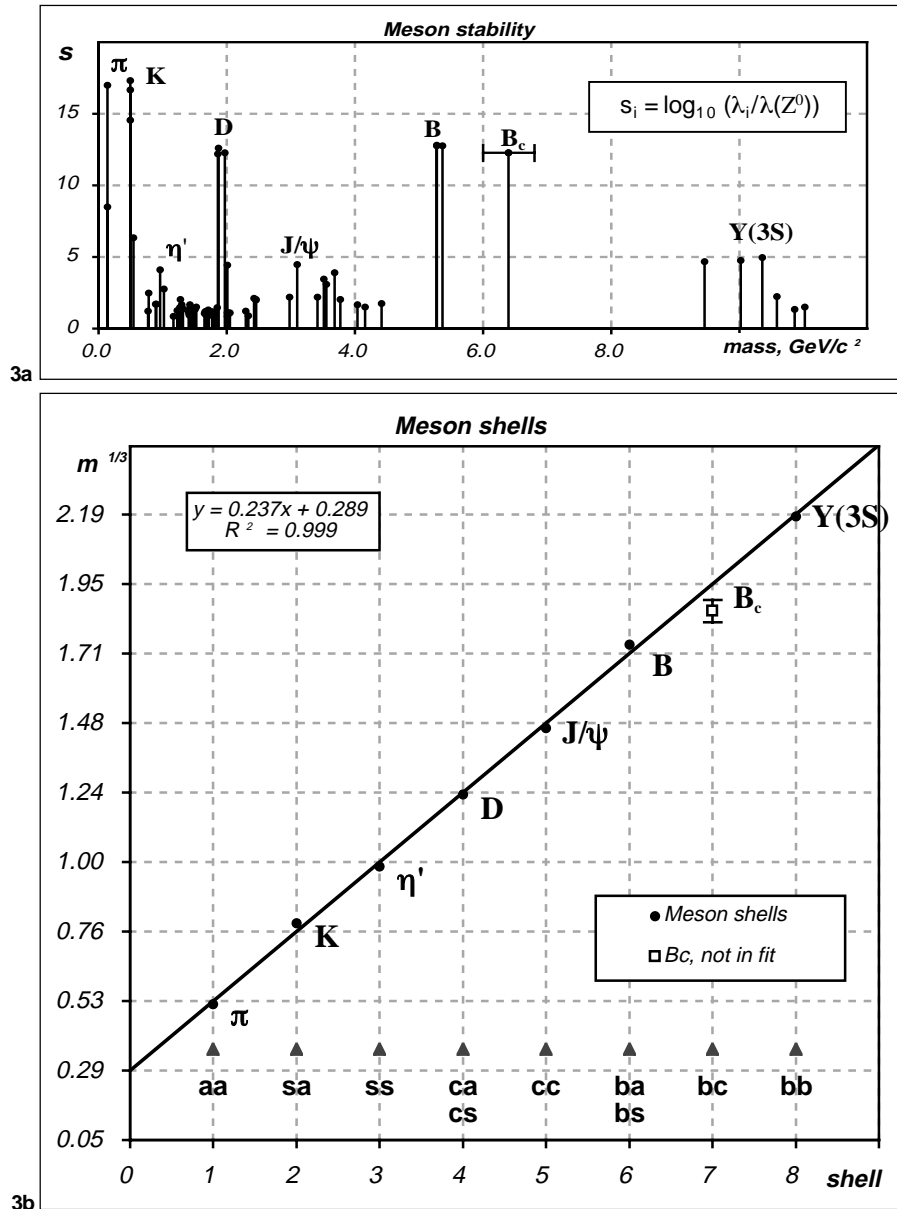 Meson stability
s
π
K
D
B
Bc
η'
J/ψ
Y(3S)
s_i = log₁₀ (λ_i/λ(Z⁰))
15
10
5
0
0.0 2.0 4.0 6.0 8.0
mass, GeV/c ²
3a
Meson shells
m ^1/3
y = 0.237x + 0.289
R ² = 0.999
2.19
1.95
1.71
1.48
1.24
1.00
0.76
0.53
0.29
0.05
Y(3S)
Bc
B
J/ψ
D
η'
K
π
Meson shells
Bc, not in fit
aa sa ss ca cc ba bc bb
cs bs
0 1 2 3 4 5 6 7 8 shell
3b